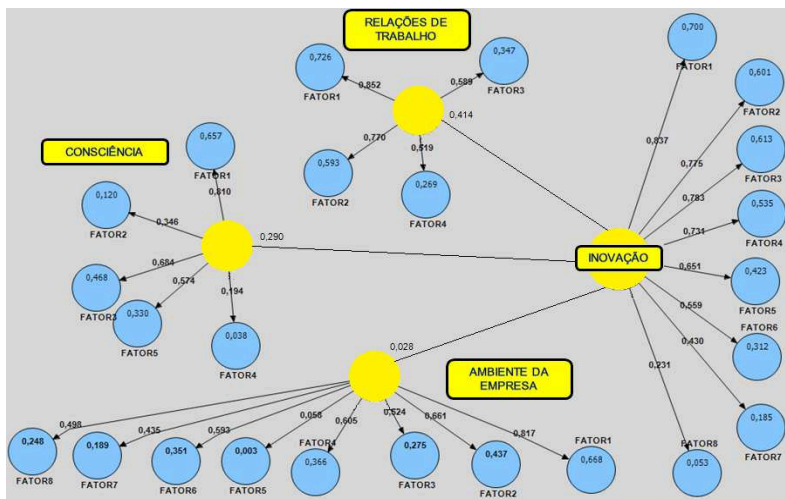 RELAÇÕES DE
TRABALHO
0,726
FATOR1
0,852
0,347
FATOR3
0,589
0,770
0,593
FATOR2
0,519
0,269
FATOR4
0,414
CONSCIÊNCIA
0,657
FATOR1
0,810
0,120
FATOR2
0,346
0,468
FATOR3
0,684
0,330
FATOR5
0,574
0,194
0,038
FATOR4
0,290
INOVAÇÃO
0,700
FATOR1
0,837
0,601
FATOR2
0,775
0,613
FATOR3
0,783
0,535
FATOR4
0,731
0,423
FATOR5
0,651
FATOR6
0,312
0,559
0,185
FATOR7
0,430
0,231
FATOR8
0,053
0,028
AMBIENTE DA
EMPRESA
0,498
0,248
FATOR8
0,435
0,189
FATOR7
0,593
0,351
FATOR6
0,056
0,003
FATOR5
0,605
FATOR4
0,366
0,524
0,275
FATOR3
0,661
0,437
FATOR2
0,817
FATOR1
0,668